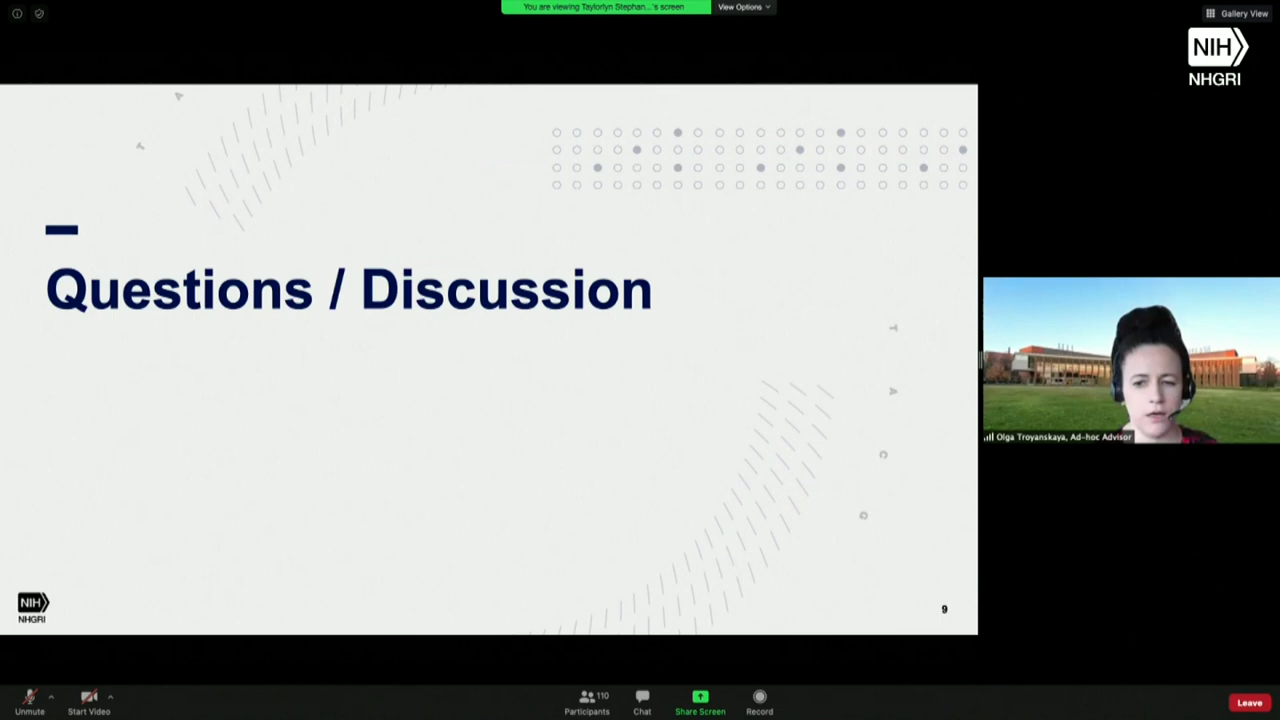 You are viewing Taylorlyn Stephan...'s screen
View Options
Gallery View
NIH
NHGRI
A
T
Questions / Discussion
T
A
C
G
Olga Troyanskaya, Ad-hoc Advisor
NIH
NHGRI
9
Unmute
Start Video
110
Participants
Chat
Share Screen
Record
Leave